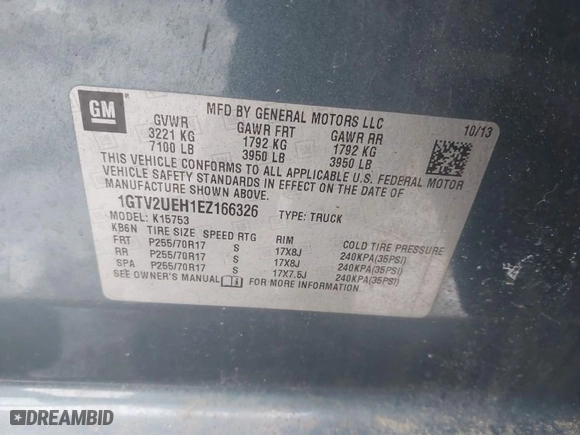 GM
MFD BY GENERAL MOTORS LLC
10/13
GVWR GAWR FRT GAWR RR
3221 KG 1792 KG 1792 KG
7100 LB 3950 LB 3950 LB
THIS VEHICLE CONFORMS TO ALL APPLICABLE U.S. FEDERAL MOTOR
VEHICLE SAFETY STANDARDS IN EFFECT ON THE DATE OF
MANUFACTURE SHOWN ABOVE.
1GTV2UEH1EZ166326 TYPE: TRUCK
MODEL: K15753
KB6N TIRE SIZE SPEED RTG RIM COLD TIRE PRESSURE
FRT P255/70R17 S 17X8J 240KPA(35PSI)
RR P255/70R17 S 17X8J 240KPA(35PSI)
SPA P255/70R17 S 17X7.5J 240KPA(35PSI)
SEE OWNER'S MANUAL FOR MORE INFORMATION.
DREAMBID